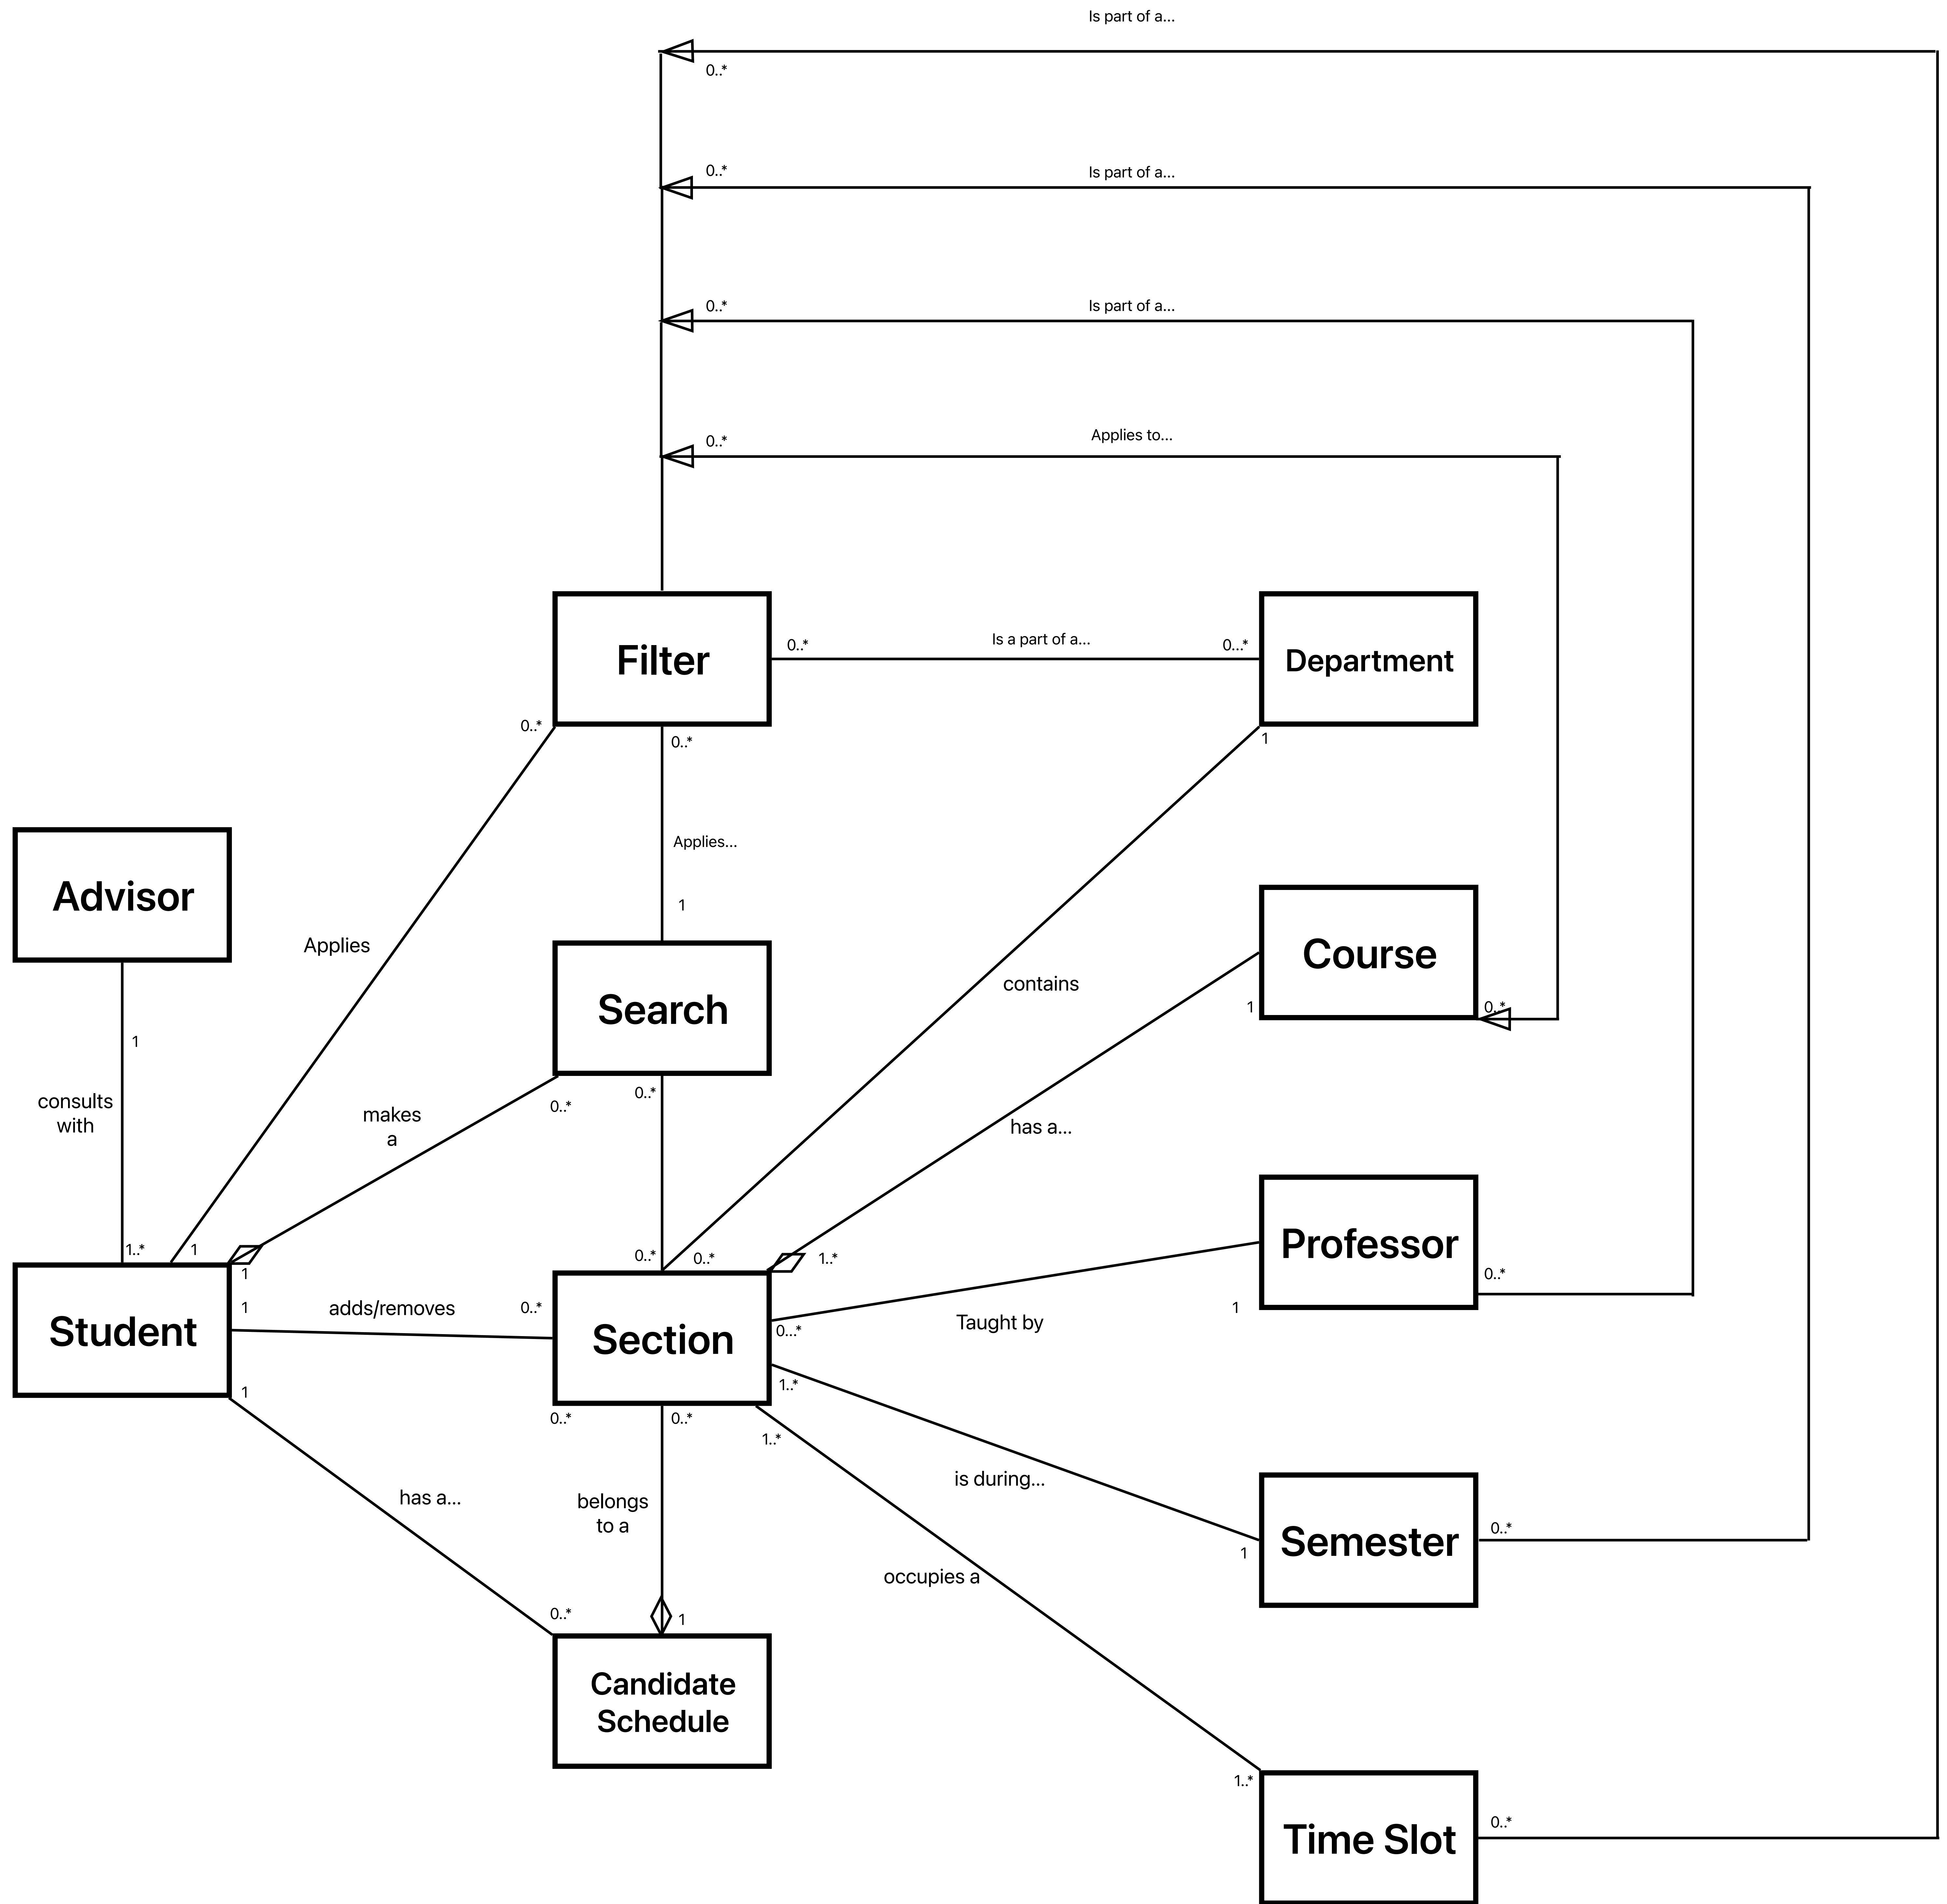 Is part of a...
0..*
0..*
Is part of a...
0..*
Is part of a...
0..*
Applies to...
Filter
0..*
Is a part of a...
0...*
Department
0..*
0..*
1
Applies...
Advisor
1
Applies
Search
contains
Course
1
0..*
1
consults
with
makes
a
0..*
0..*
has a...
1..*
1
1
0..*
0..*
1..*
Professor
0..*
1
adds/removes
0..*
Student
Section
0...*
Taught by
1
1
1..*
0..*
0..*
1..*
has a...
belongs
to a
is during...
occupies a
1
Semester
0..*
0..*
1
Candidate
Schedule
1..*
Time Slot
0..*